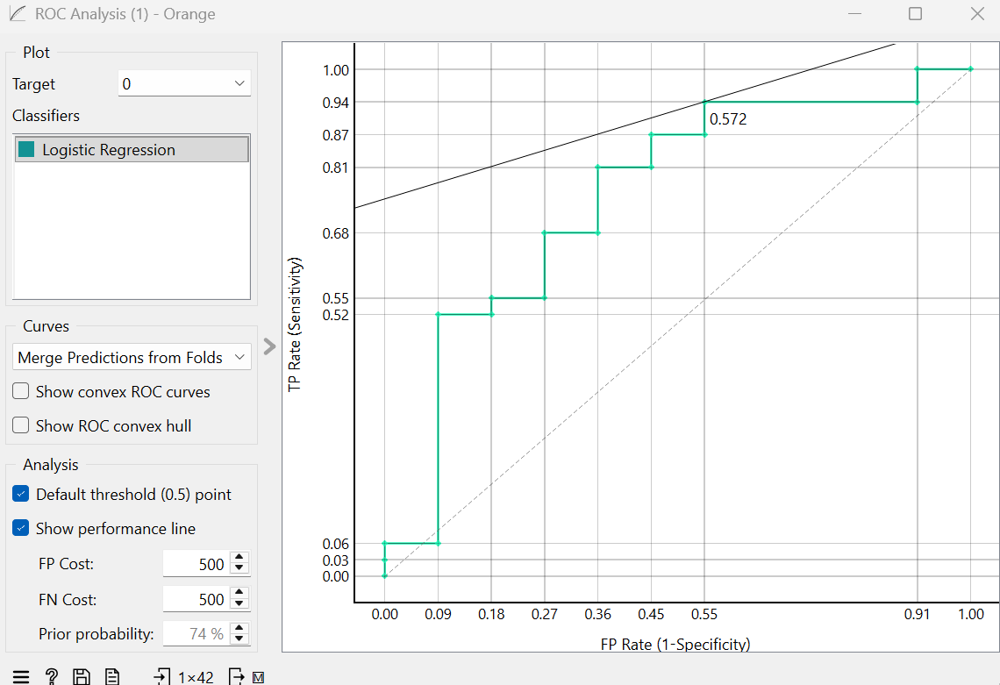 ROC Analysis (1) - Orange
Plot
Target
0
Classifiers
Logistic Regression
Curves
Merge Predictions from Folds
Show convex ROC curves
Show ROC convex hull
Analysis
Default threshold (0.5) point
Show performance line
FP Cost:
500
FN Cost:
500
Prior probability:
74 %
1×42
M
TP Rate (Sensitivity)
1.00
0.94
0.87
0.81
0.68
0.55
0.52
0.06
0.03
0.00
0.572
0.00 0.09 0.18 0.27 0.36 0.45 0.55 0.91 1.00
FP Rate (1-Specificity)